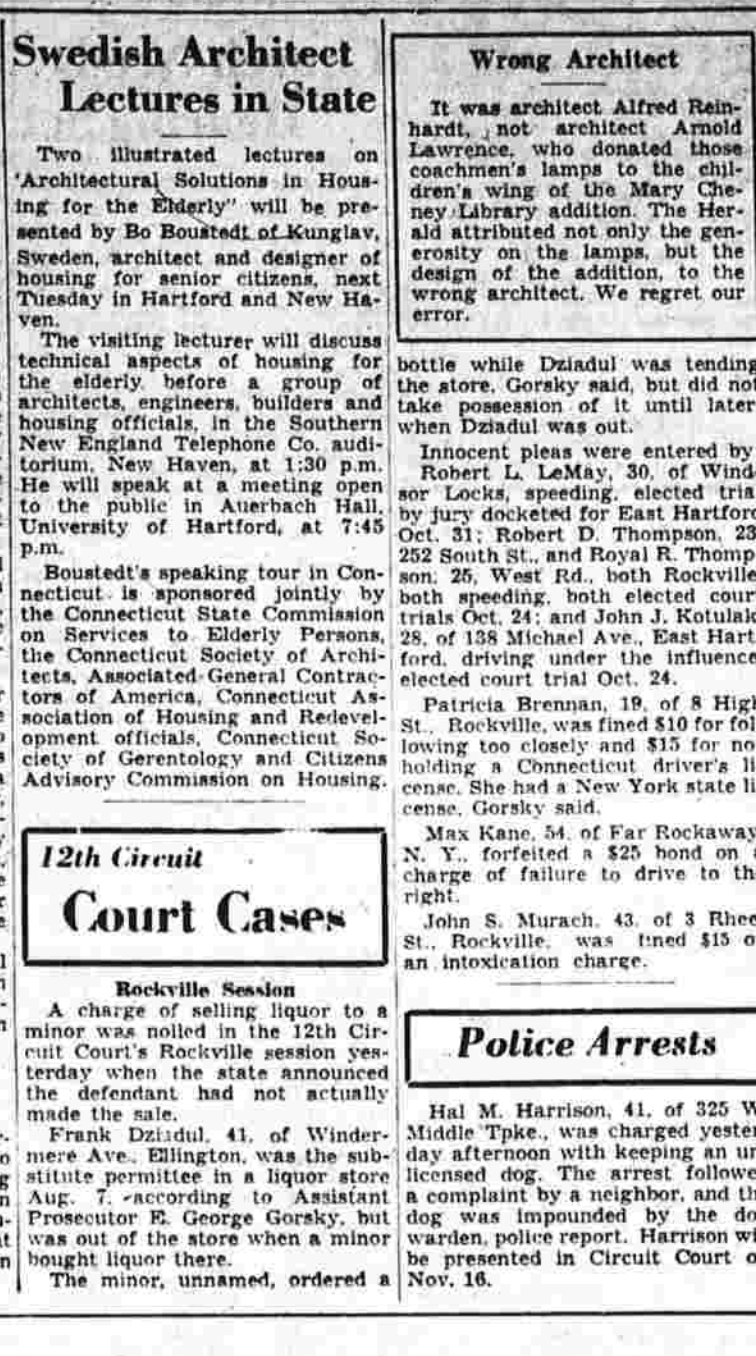 Swedish Architect
Lectures in State
Two illustrated lectures on
'Architectural Solutions in Hous-
ing for the Elderly" will be pre-
sented by Bo Boustedt of Kunglav,
Sweden, architect and designer of
housing for senior citizens, next
Tuesday in Hartford and New Ha-
ven.
The visiting lecturer will discuss
technical aspects of housing for
the elderly before a group of
architects, engineers, builders and
housing officials, in the Southern
New England Telephone Co. audi-
torium, New Haven, at 1:30 p.m.
He will speak at a meeting open
to the public in Auerbach Hall,
University of Hartford, at 7:45
p.m.
Boustedt's speaking tour in Con-
necticut is sponsored jointly by
the Connecticut State Commission
on Services to Elderly Persons,
the Connecticut Society of Archi-
tects, Associated General Contrac-
tors of America, Connecticut As-
sociation of Housing and Redevel-
opment officials, Connecticut So-
ciety of Gerentology and Citizens
Advisory Commission on Housing.
12th Circuit
Court Cases
Rockville Session
A charge of selling liquor to a
minor was nolled in the 12th Cir-
cuit Court's Rockville session yes-
terday when the state announced
the defendant had not actually
made the sale.
Frank Dziadul, 41, of Winder-
mere Ave., Ellington, was the sub-
stitute permittee in a liquor store
Aug. 7, according to Assistant
Prosecutor E. George Gorsky, but
was out of the store when a minor
bought liquor there.
The minor, unnamed, ordered a
Wrong Architect
It was architect Alfred Rein-
hardt, not architect Arnold
Lawrence, who donated those
coachmen's lamps to the chil-
dren's wing of the Mary Che-
ney Library addition. The Her-
ald attributed not only the gen-
erosity on the lamps, but the
design of the addition, to the
wrong architect. We regret our
error.
bottle while Dziadul was tending
the store, Gorsky said, but did not
take possession of it until later
when Dziadul was out.
Innocent pleas were entered by
Robert L. LeMay, 30, of Wind-
sor Locks, speeding, elected tria
by jury docketed for East Hartford
Oct. 31; Robert D. Thompson, 23
252 South St., and Royal R. Thomp
son, 25, West Rd., both Rockville
both speeding, both elected cour
trials Oct. 24; and John J. Kotulak
28, of 138 Michael Ave., East Hart
ford, driving under the influence
elected court trial Oct. 24.
Patricia Brennan, 19, of 8 High
St., Rockville, was fined $10 for fol
lowing too closely and $15 for no
holding a Connecticut driver's li
cense. She had a New York state li
cense, Gorsky said.
Max Kane, 54, of Far Rockaway
N. Y., forfeited a $25 bond on
charge of failure to drive to th
right.
John S. Murach, 43, of 3 Rhee
St., Rockville, was fined $15 o
an intoxication charge.
Police Arrests
Hal M. Harrison, 41, of 325 W
Middle Tpke., was charged yester
day afternoon with keeping an un
licensed dog. The arrest followe
a complaint by a neighbor, and th
dog was impounded by the do
warden, police report. Harrison wi
be presented in Circuit Court o
Nov. 16.